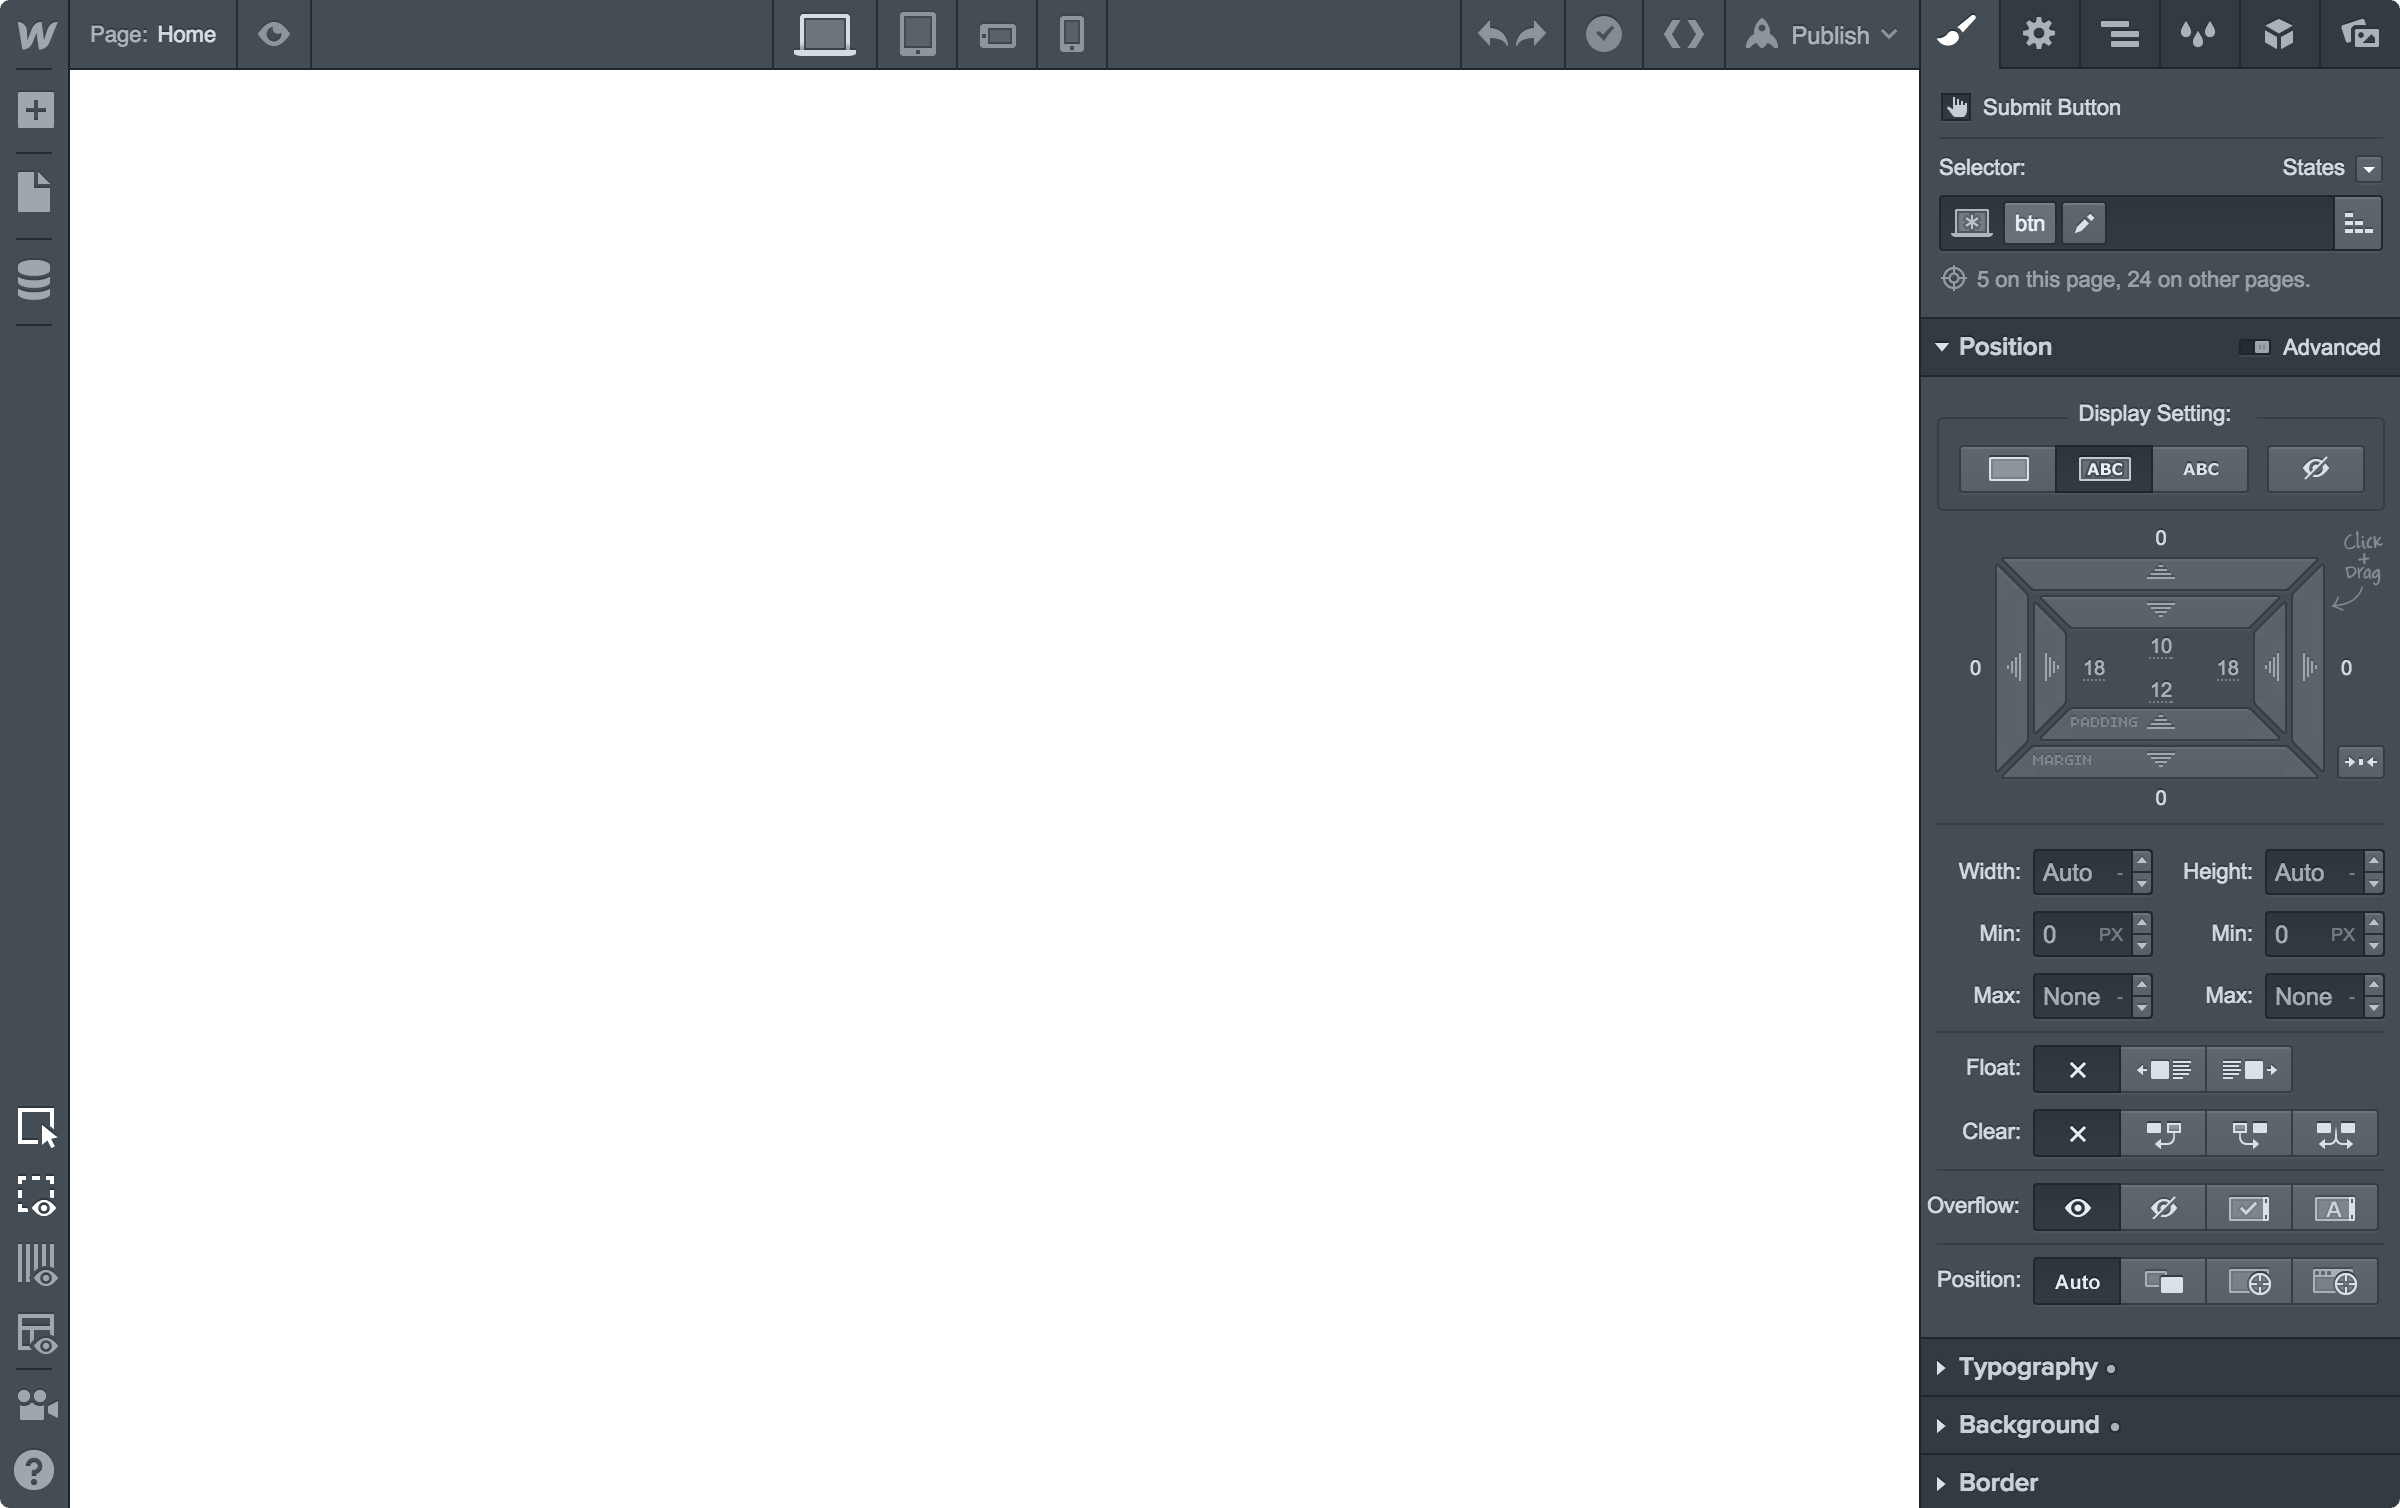 Page: Home
Publish
Submit Button
Selector:
States
btn
5 on this page, 24 on other pages.
Position
Advanced
Display Setting:
ABC
ABC
Click
+
Drag
0
10
0 18 18 0
12
PADDING
MARGIN
0
Width: Auto - Height: Auto -
Min: 0 PX Min: 0 PX
Max: None - Max: None -
Float:
Clear:
Overflow: A
Position: Auto
Typography
Background
Border